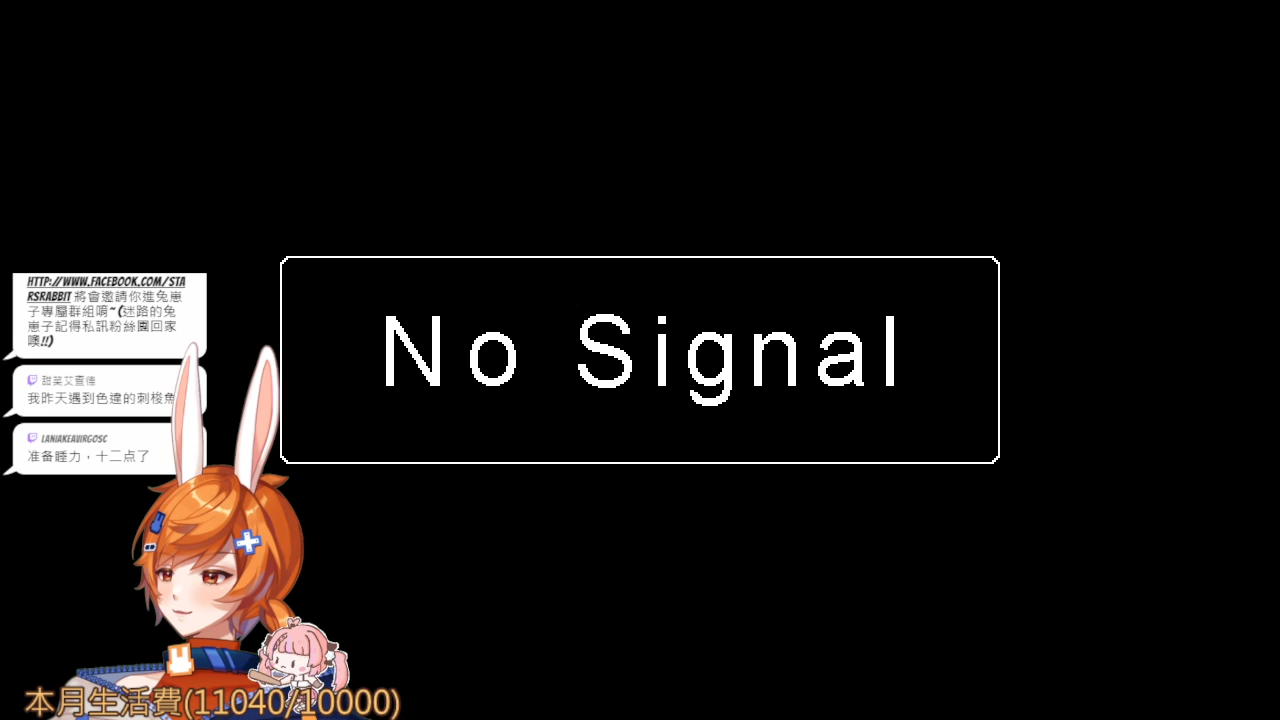 HTTP://WWW.FACEBOOK.COM/STA
RSRABBIT 將會邀請你進兔崽
子專屬群組唷~(迷路的兔
崽子記得私訊粉絲團回家
噢!!)
甜菜艾查德
我昨天遇到色違的刺梭魚
LANIAKEAVIRGOSC
准备睡力，十二点了
No Signal
本月生活費(11040/10000)